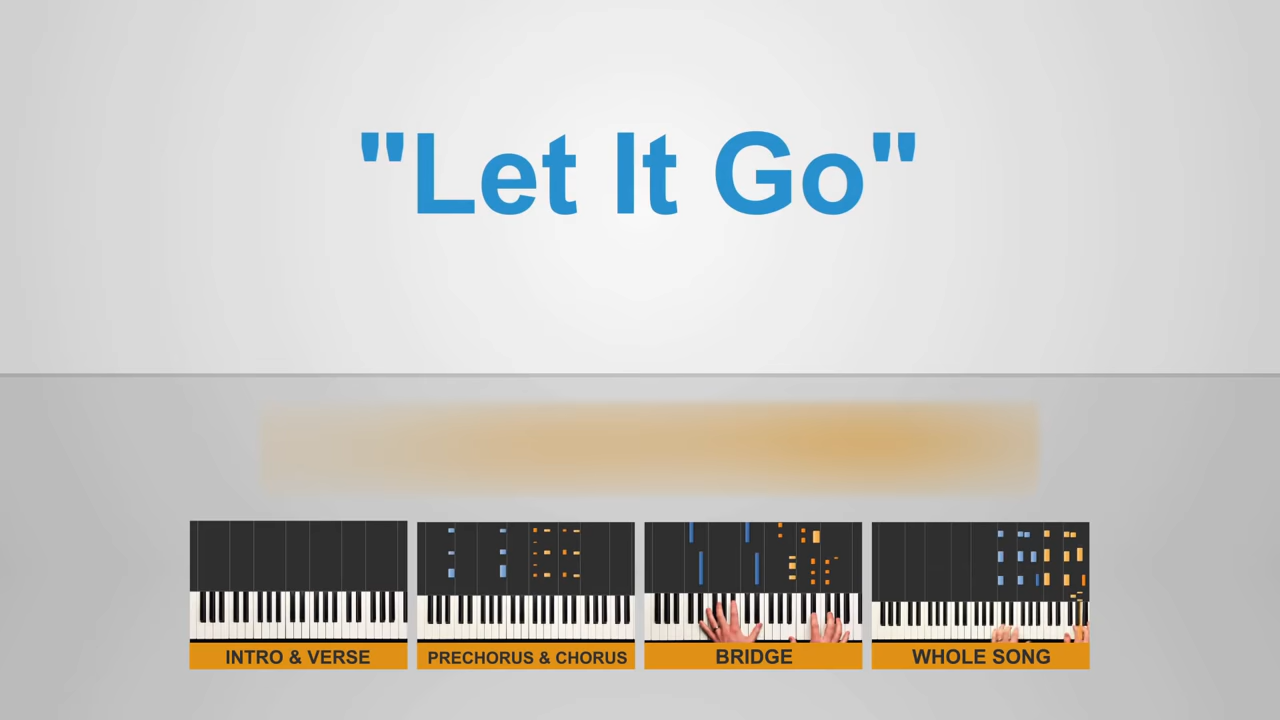 "Let It Go"
INTRO & VERSE
PRECHORUS & CHORUS
BRIDGE
WHOLE SONG